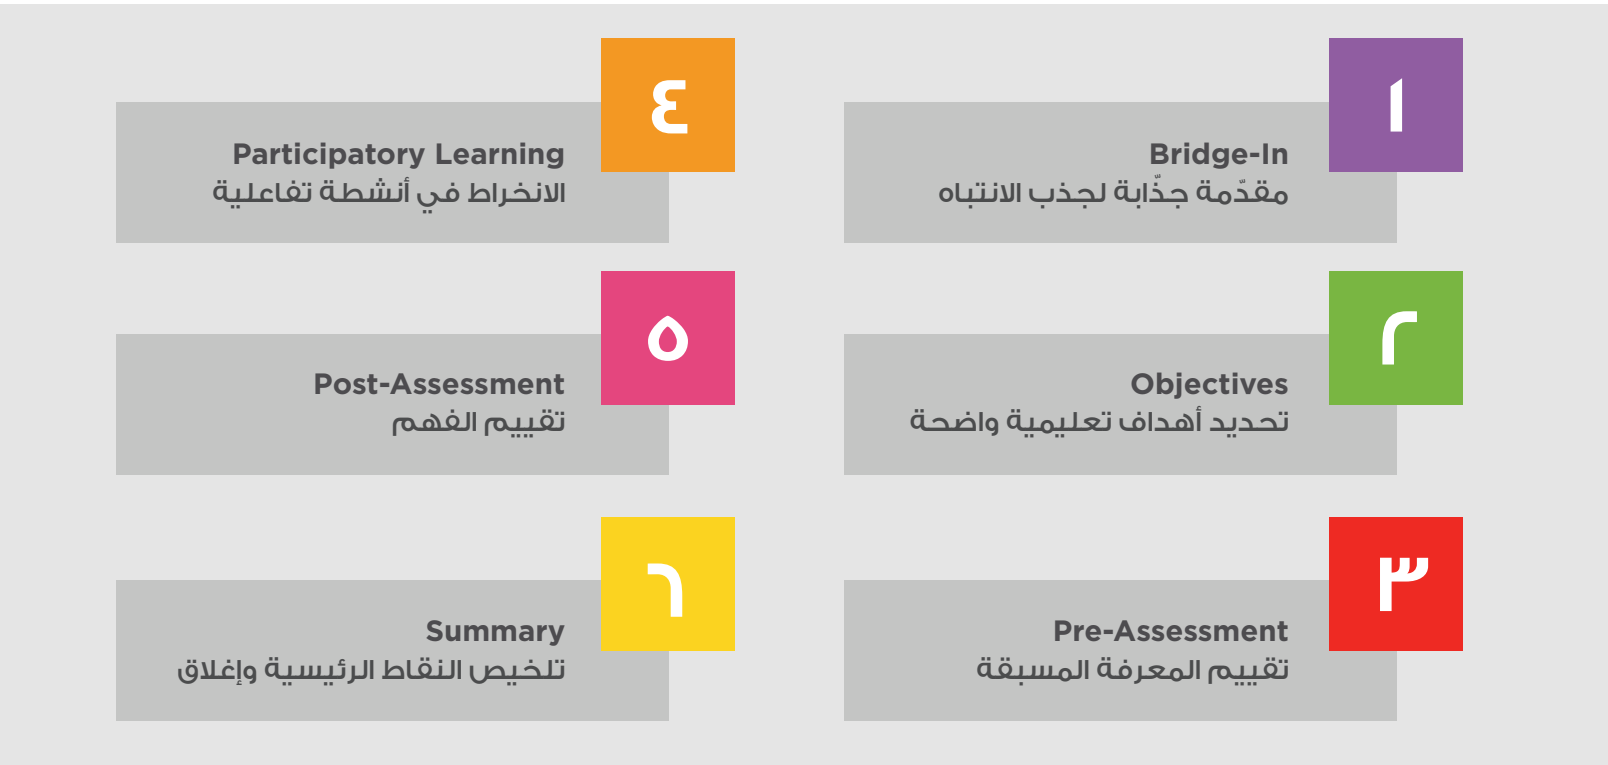 ١
Bridge-In
مقدّمة جذّابة لجذب الانتباه
٢
Objectives
تحديد أهداف تعليمية واضحة
٣
Pre-Assessment
تقييم المعرفة المسبقة
٤
Participatory Learning
الانخراط في أنشطة تفاعلية
٥
Post-Assessment
تقييم الفهم
٦
Summary
تلخيص النقاط الرئيسية وإغلاق